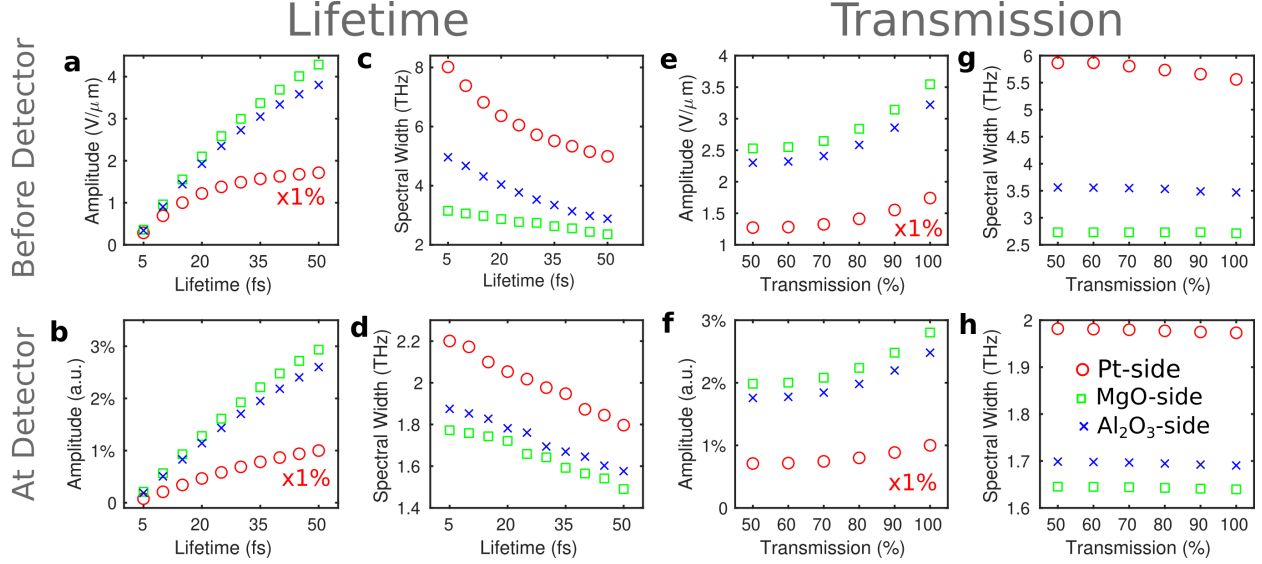 Lifetime
Transmission
Before Detector
At Detector
a
Amplitude (V/μm)
4
3
2
1
0
5 20 35 50
Lifetime (fs)
x1%
c
Spectral Width (THz)
8
6
4
2
5 20 35 50
Lifetime (fs)
e
Amplitude (V/μm)
4
3.5
3
2.5
2
1.5
1
50 60 70 80 90 100
Transmission (%)
x1%
g
Spectral Width (THz)
6
5.5
5
4.5
4
3.5
3
2.5
50 60 70 80 90 100
Transmission (%)
b
Amplitude (a.u.)
3%
2%
1%
0
5 20 35 50
Lifetime (fs)
x1%
d
Spectral Width (THz)
2.2
2
1.8
1.6
1.4
5 20 35 50
Lifetime (fs)
f
Amplitude (a.u.)
3%
2%
1%
0
50 60 70 80 90 100
Transmission (%)
x1%
h
Spectral Width (THz)
2
1.9
1.8
1.7
1.6
50 60 70 80 90 100
Transmission (%)
Pt-side
MgO-side
Al₂O₃-side